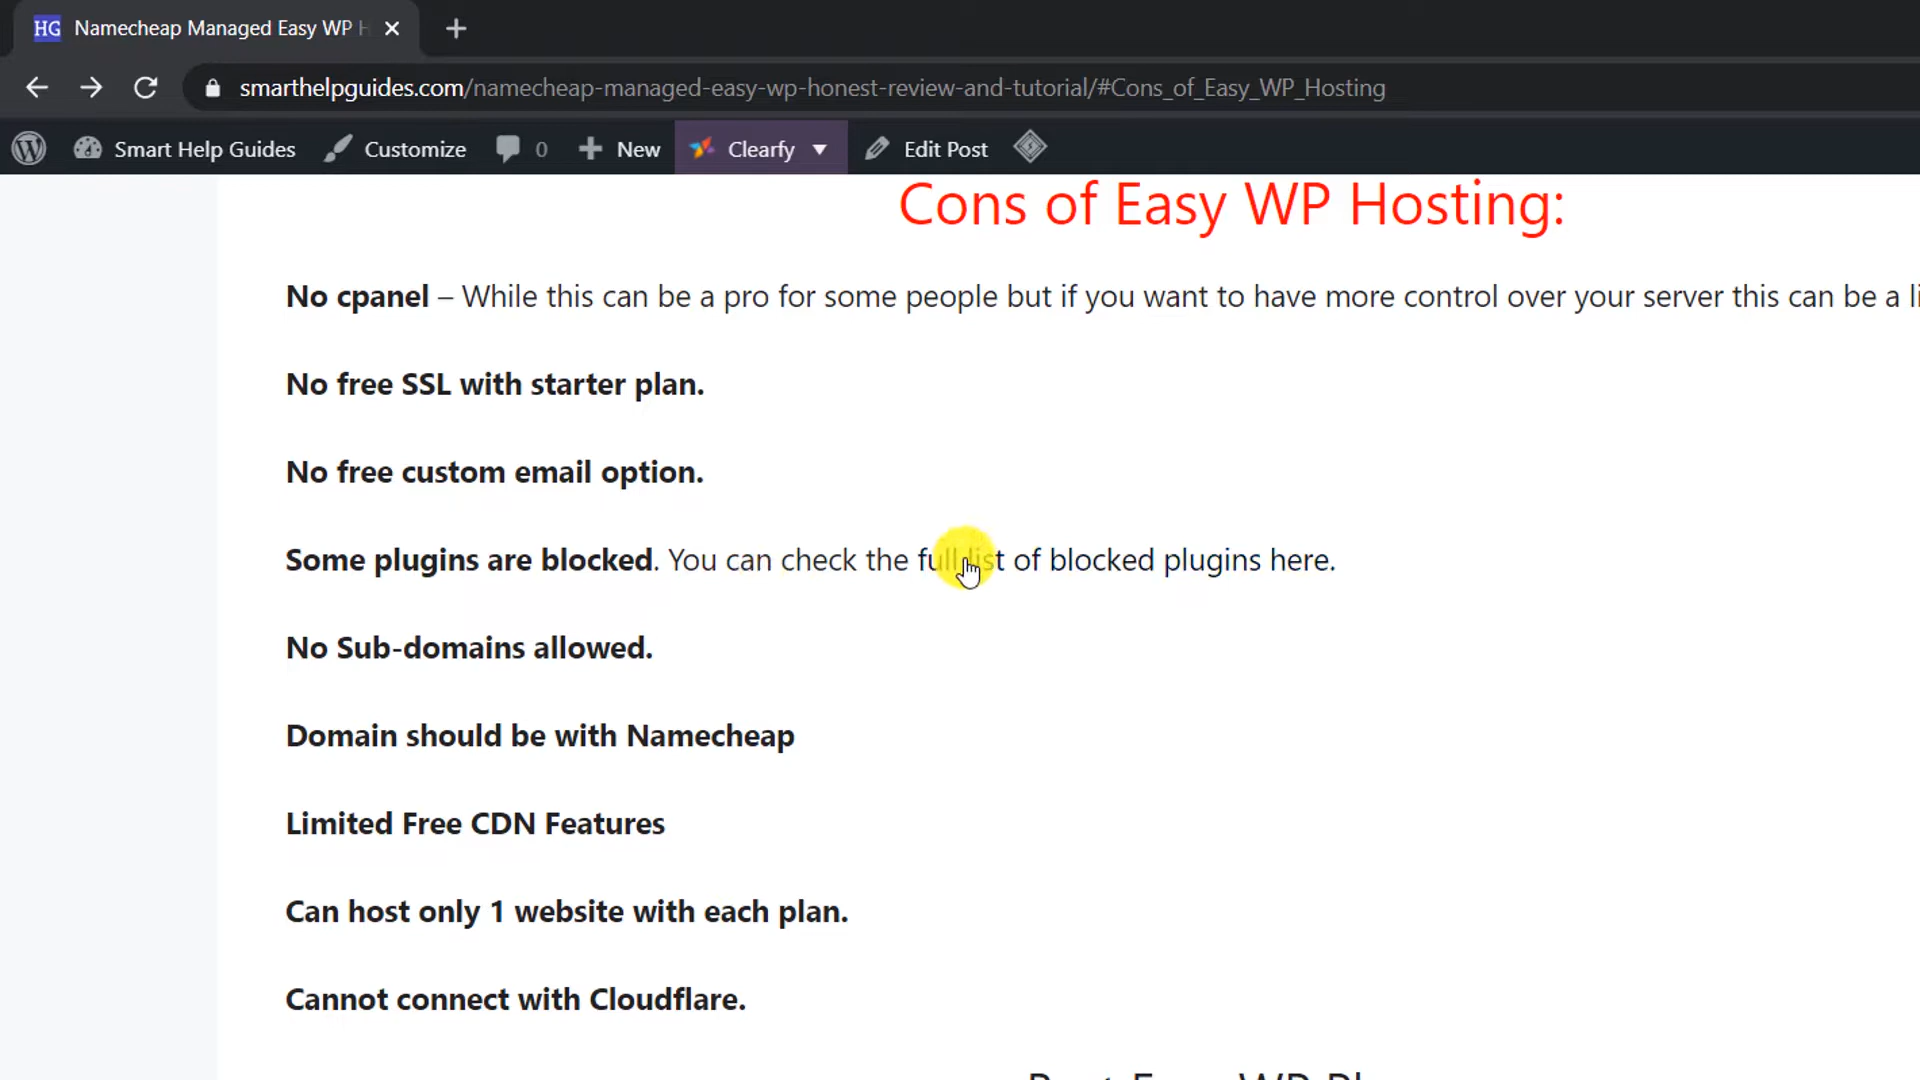 HG Namecheap Managed Easy WP H
smarthelpguides.com/namecheap-managed-easy-wp-honest-review-and-tutorial/#Cons_of_Easy_WP_Hosting
Smart Help Guides Customize 0 New Clearfy Edit Post
Cons of Easy WP Hosting:
No cpanel – While this can be a pro for some people but if you want to have more control over your server this can be a li
No free SSL with starter plan.
No free custom email option.
Some plugins are blocked. You can check the full list of blocked plugins here.
No Sub-domains allowed.
Domain should be with Namecheap
Limited Free CDN Features
Can host only 1 website with each plan.
Cannot connect with Cloudflare.